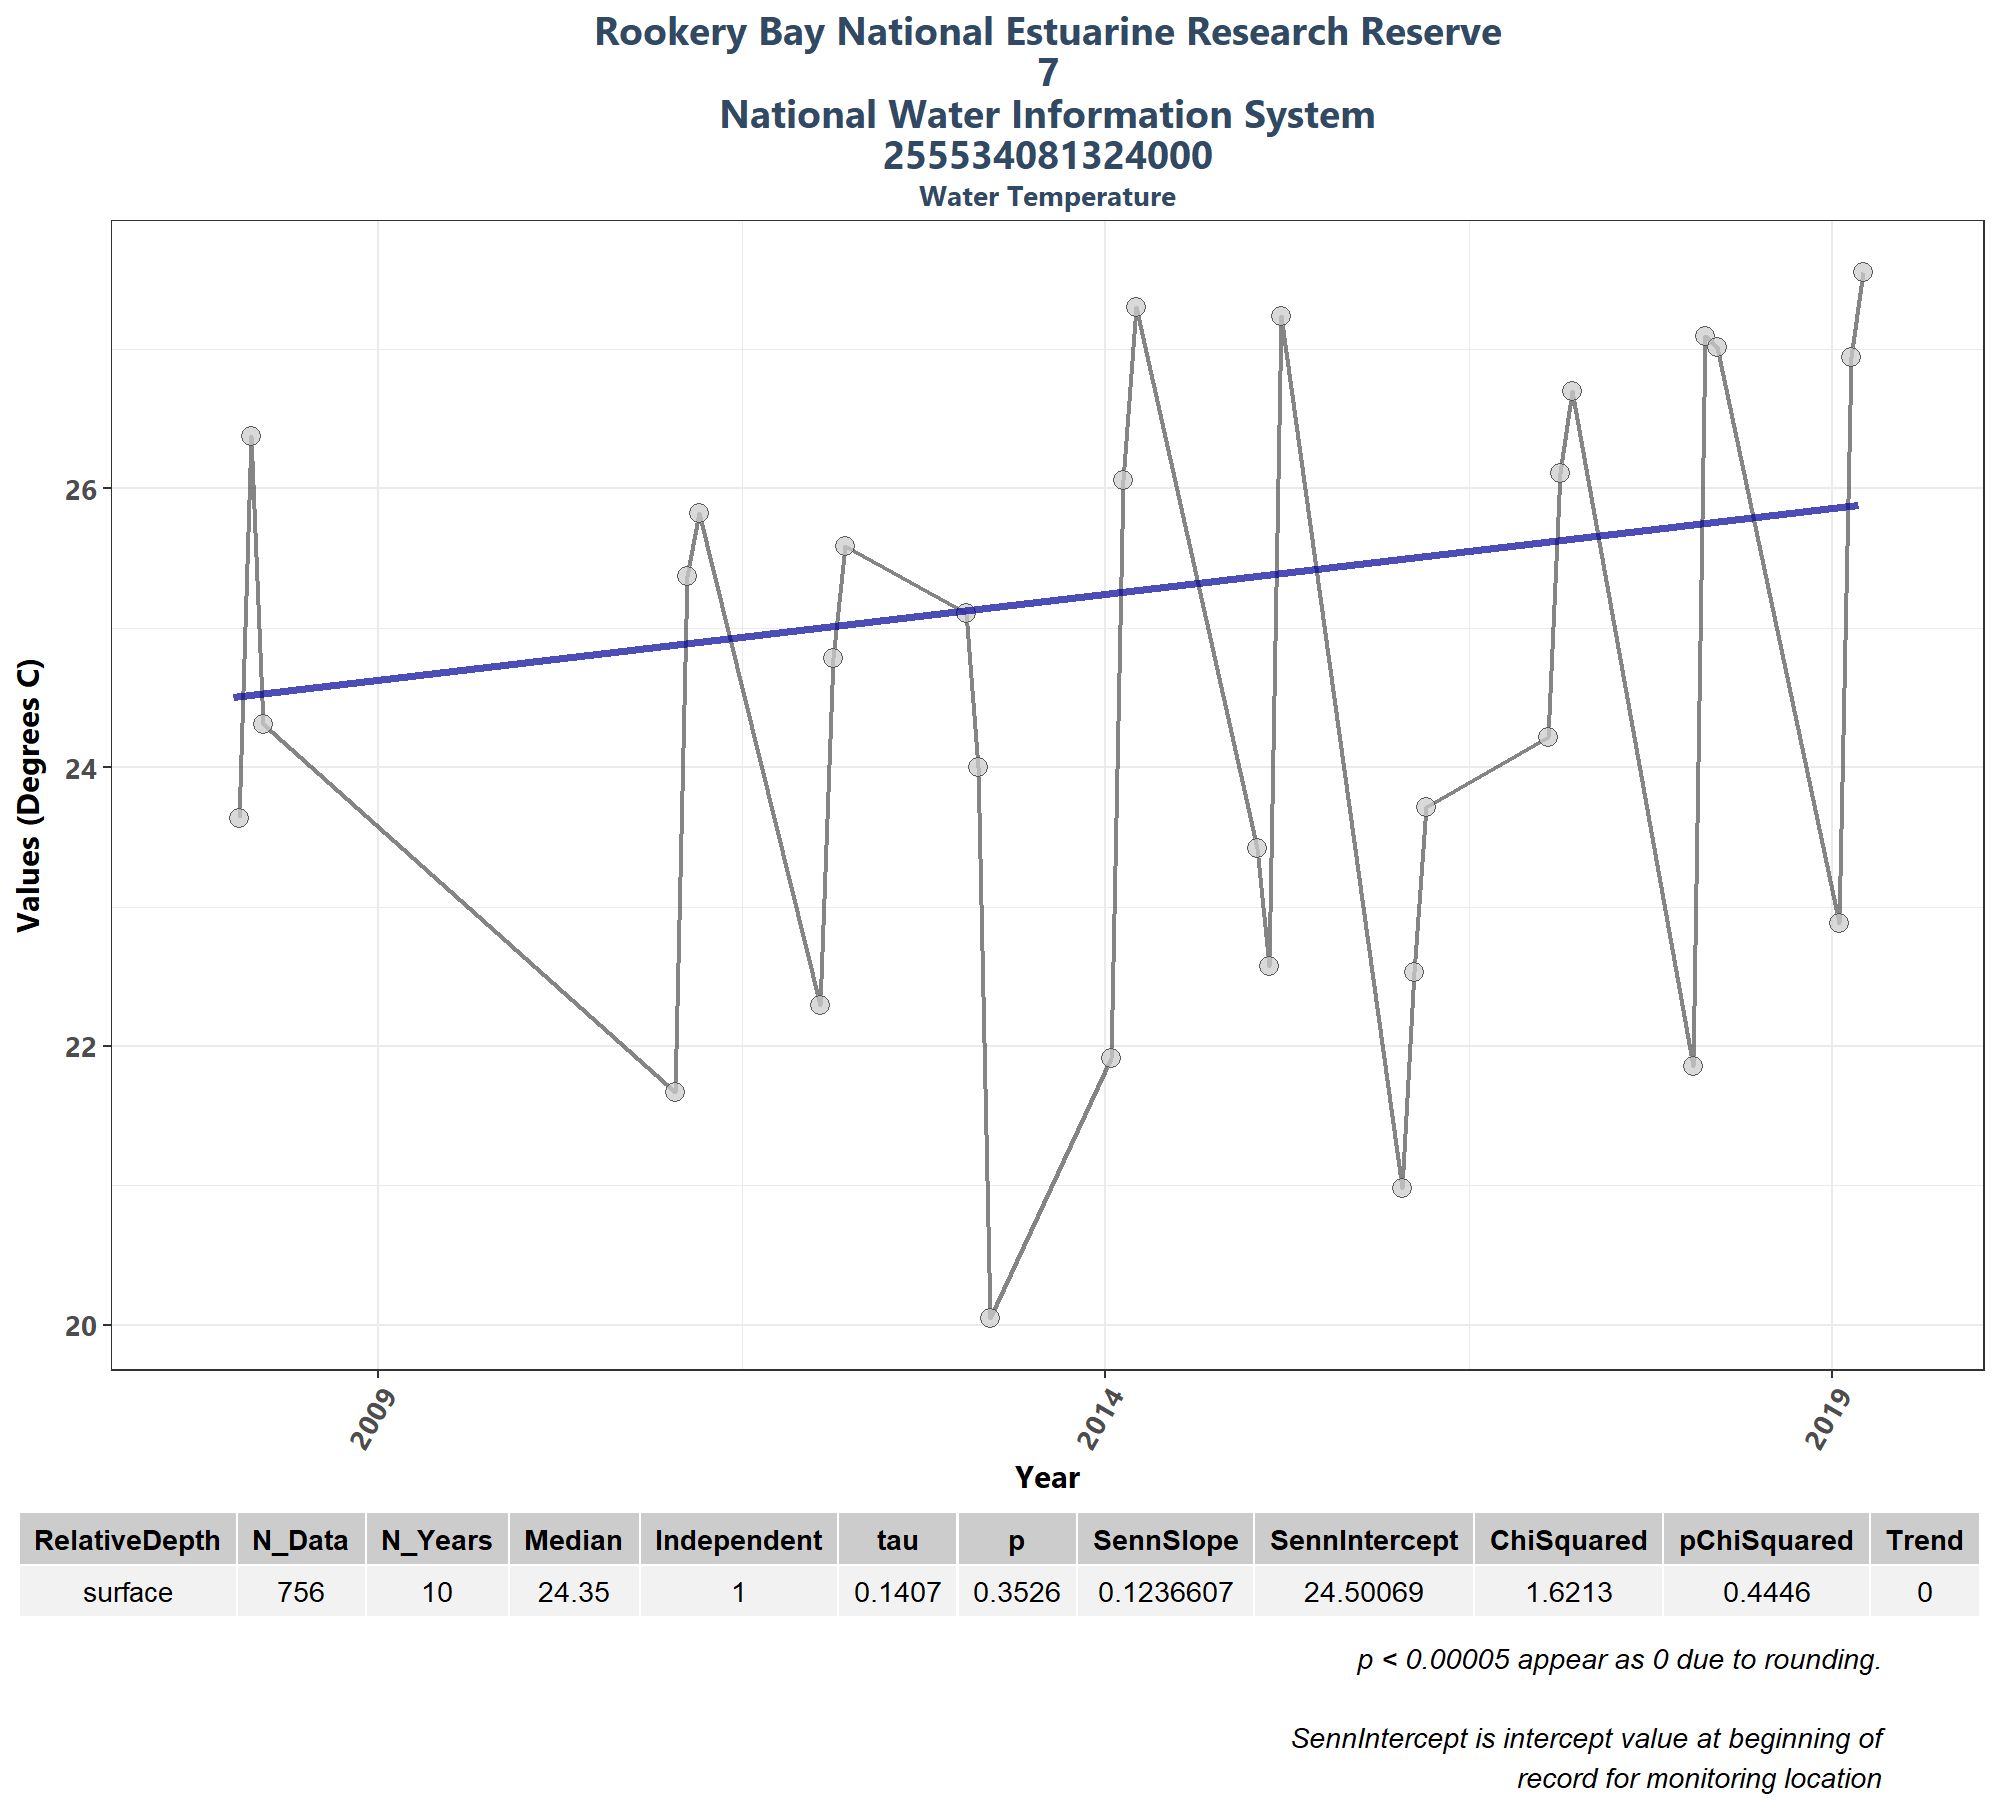 Rookery Bay National Estuarine Research Reserve
7
National Water Information System
255534081324000
Water Temperature
Values (Degrees C)
26
24
22
20
2009 2014 2019
Year
RelativeDepth N_Data N_Years Median Independent tau p SennSlope SennIntercept ChiSquared pChiSquared Trend
surface 756 10 24.35 1 0.1407 0.3526 0.1236607 24.50069 1.6213 0.4446 0
p < 0.00005 appear as 0 due to rounding.
SennIntercept is intercept value at beginning of
record for monitoring location